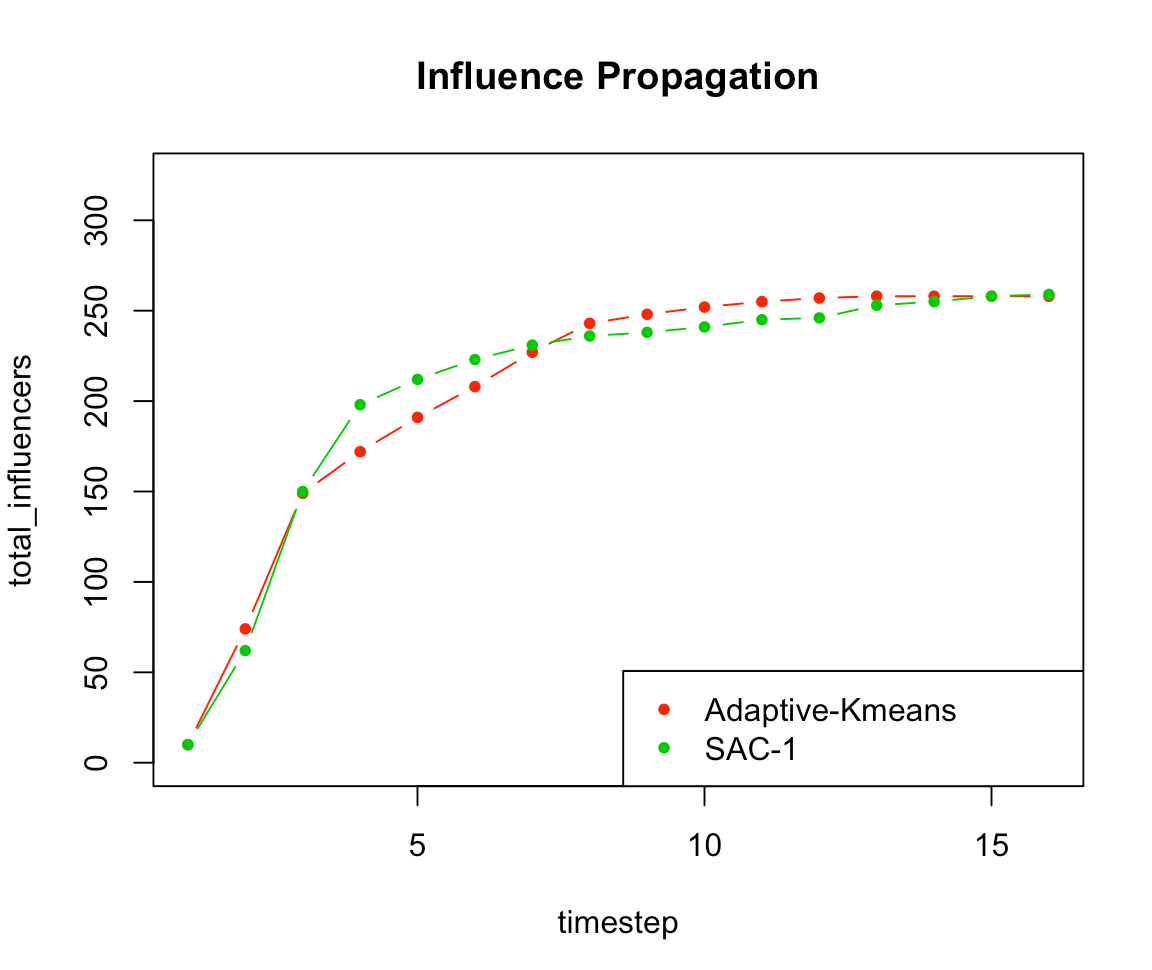 Influence Propagation
total_influencers
300
250
200
150
100
50
0
Adaptive-Kmeans
SAC-1
5
10
15
timestep